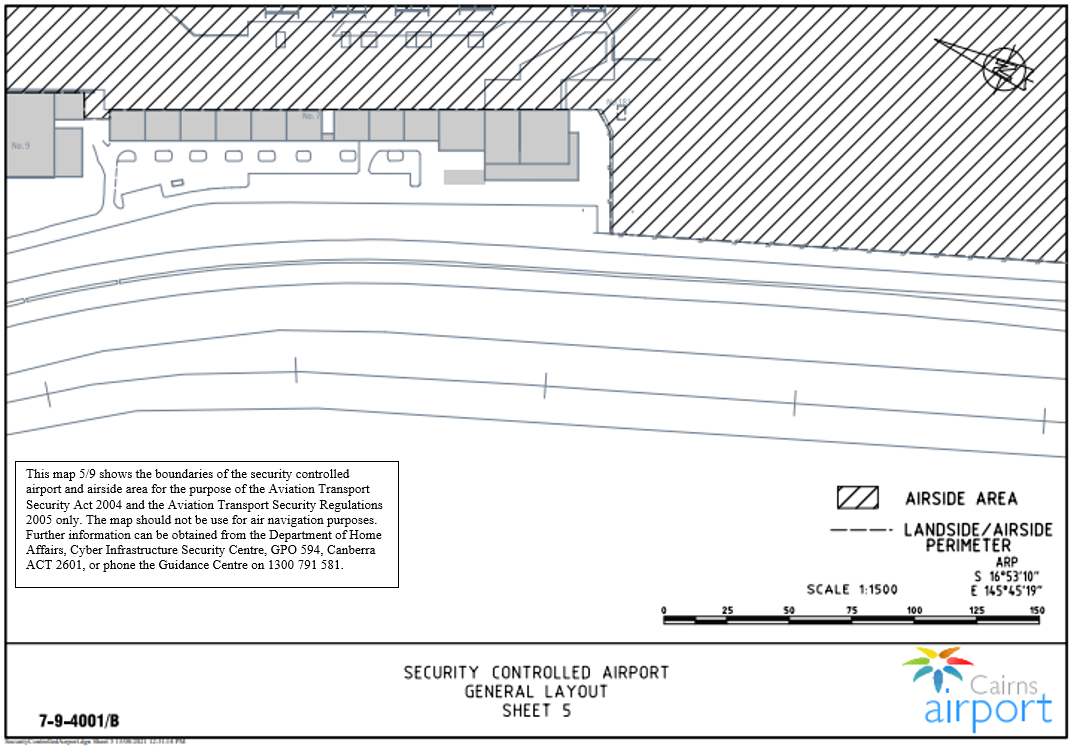 No.7
No.9
This map 5/9 shows the boundaries of the security controlled
airport and airside area for the purpose of the Aviation Transport
Security Act 2004 and the Aviation Transport Security Regulations
2005 only. The map should not be use for air navigation purposes.
Further information can be obtained from the Department of Home
Affairs, Cyber Infrastructure Security Centre, GPO 594, Canberra
ACT 2601, or phone the Guidance Centre on 1300 791 581.
AIRSIDE AREA
LANDSIDE/AIRSIDE
PERIMETER
ARP
S 16°53'10"
E 145°45'19"
SCALE 1:1500
0 25 50 75 100 125 150
SECURITY CONTROLLED AIRPORT
GENERAL LAYOUT
SHEET 5
Cairns
airport
7-9-4001/B